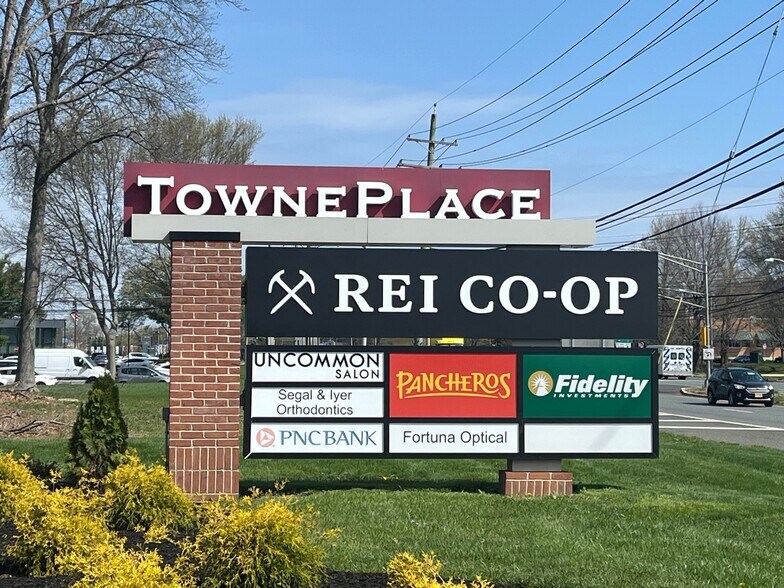 TOWNEPLACE
REI CO-OP
UNCOMMON
SALON
Segal & Iyer
Orthodontics
PNCBANK
PANCHEROS
Fortuna Optical
Fidelity
INVESTMENTS